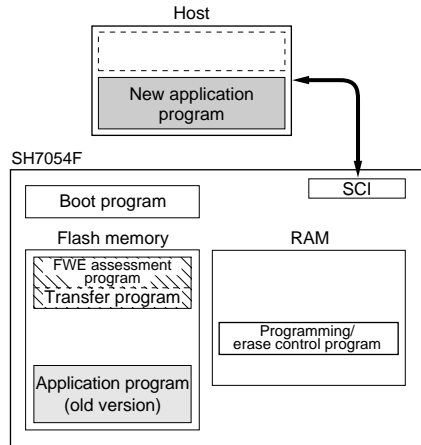 Host
New application
program
SH7054F
SCI
Boot program
Flash memory
RAM
FWE assessment
program
Transfer program
Programming/
erase control program
Application program
(old version)